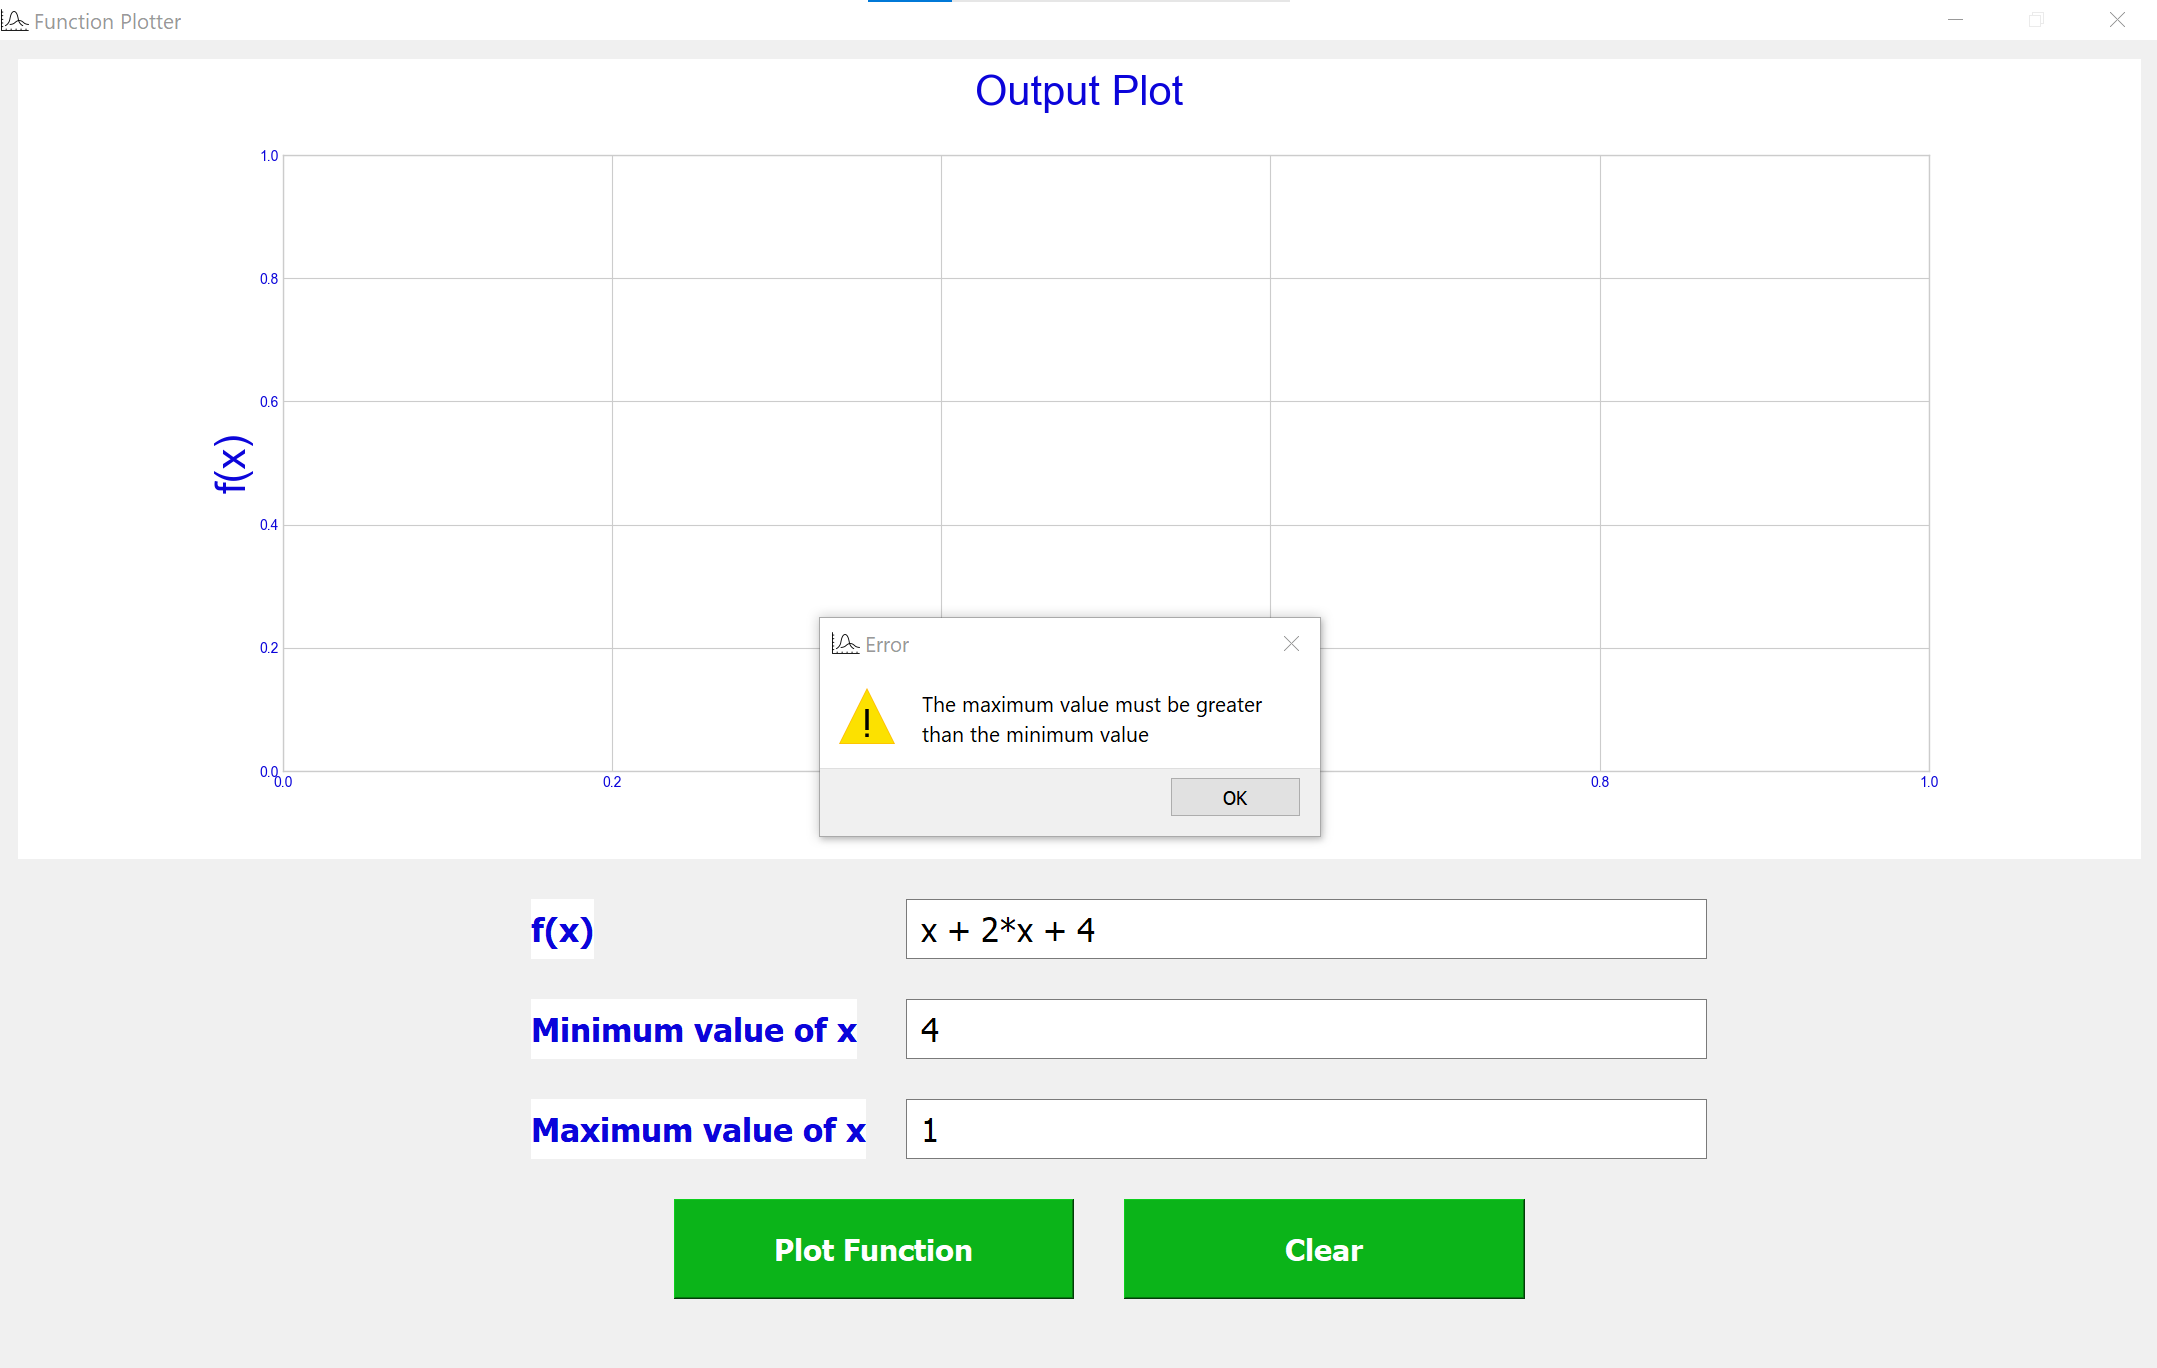 Function Plotter
Output Plot
1.0
0.8
0.6
f(x)
0.4
0.2
0.0
0.0 0.2 0.8 1.0
Error
The maximum value must be greater
than the minimum value
OK
f(x) x + 2*x + 4
Minimum value of x 4
Maximum value of x 1
Plot Function Clear